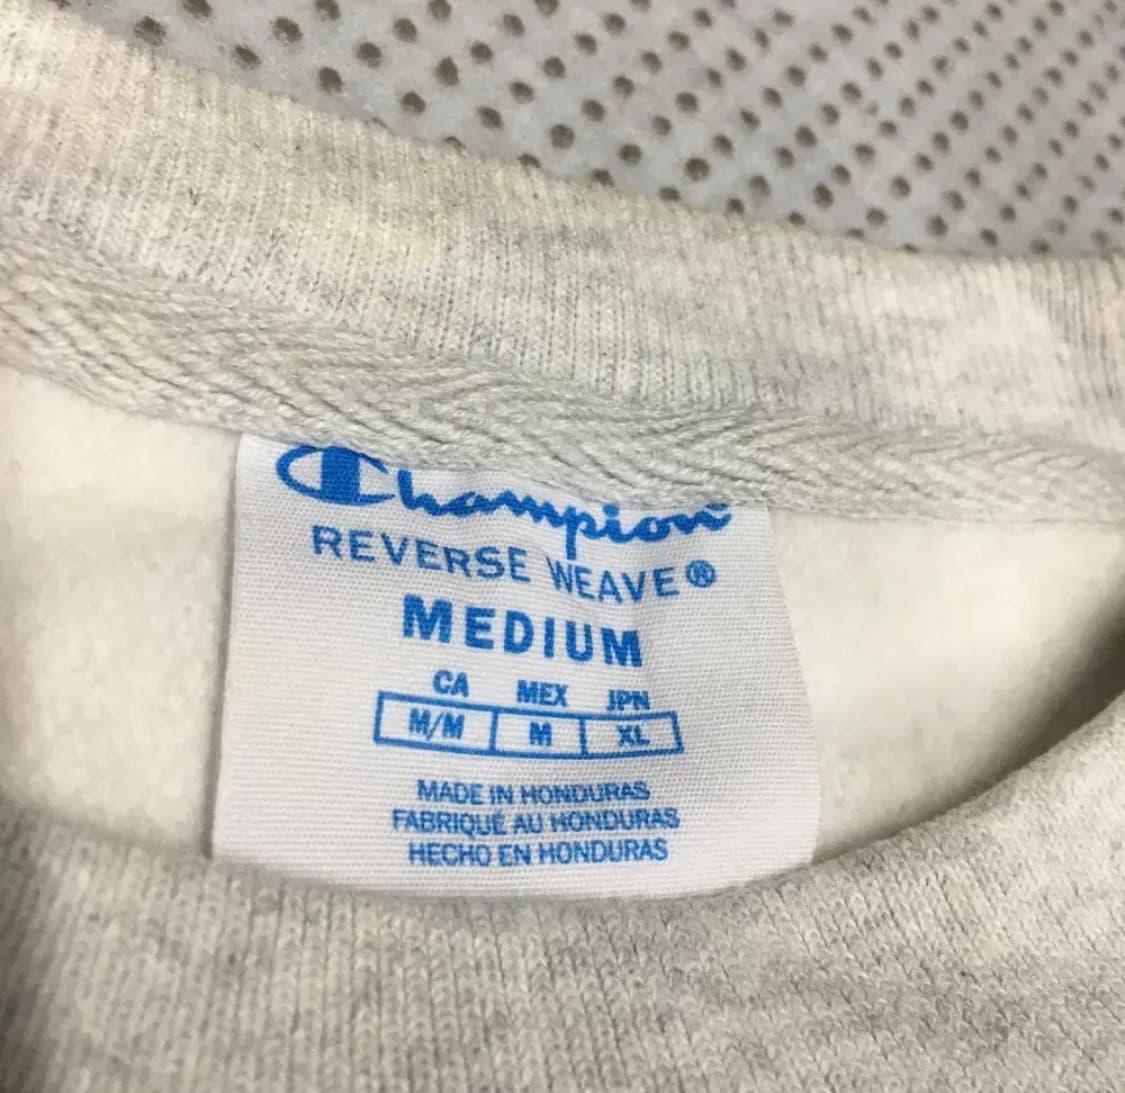 Champion
REVERSE WEAVE®
MEDIUM
CA MEX JPN
M/M M XL
MADE IN HONDURAS
FABRIQUÉ AU HONDURAS
HECHO EN HONDURAS